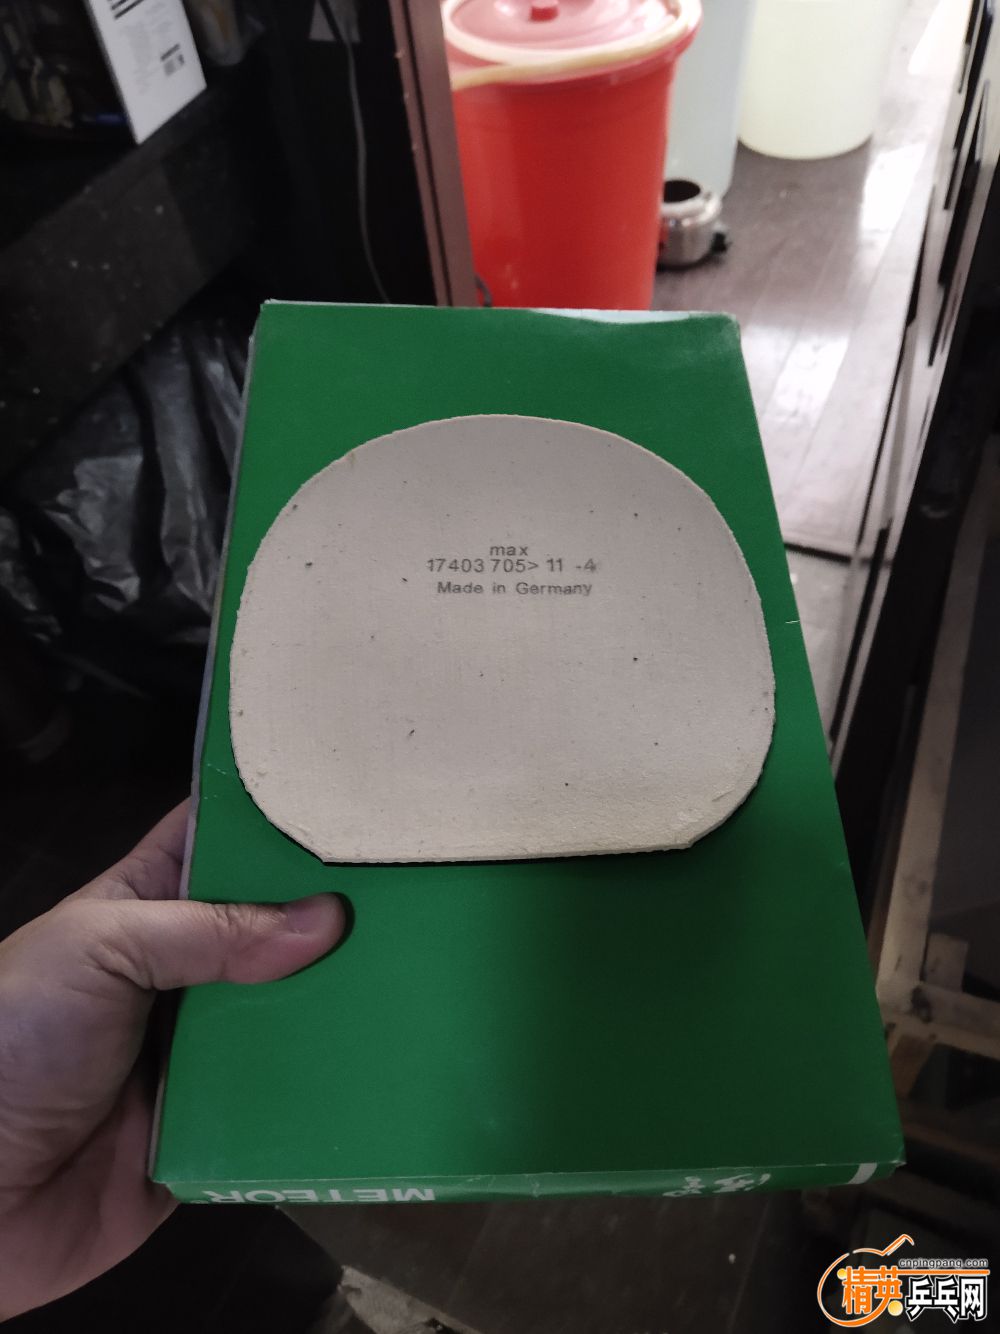 max
17403 705> 11 -4
Made in Germany
METEOR
cnpingpang.com
精英乒乓网